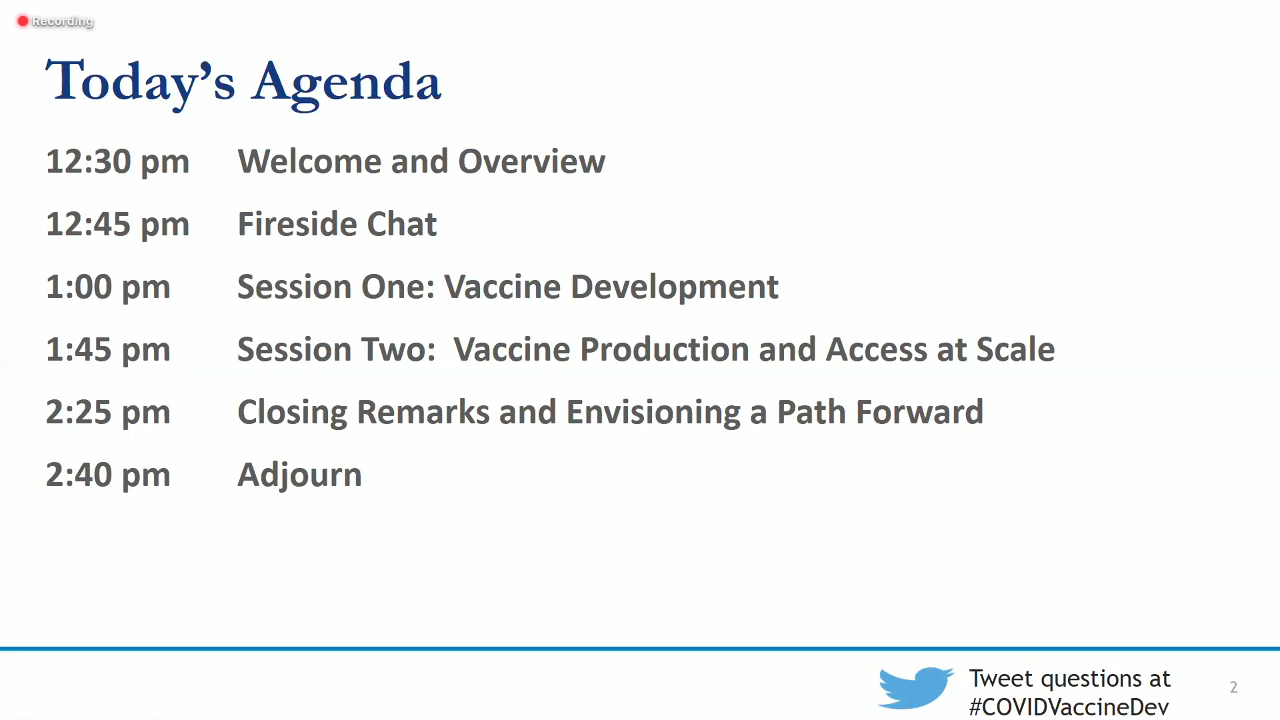 Recording
Today's Agenda
12:30 pm Welcome and Overview
12:45 pm Fireside Chat
1:00 pm Session One: Vaccine Development
1:45 pm Session Two:  Vaccine Production and Access at Scale
2:25 pm Closing Remarks and Envisioning a Path Forward
2:40 pm Adjourn
Tweet questions at
#COVIDVaccineDev
2